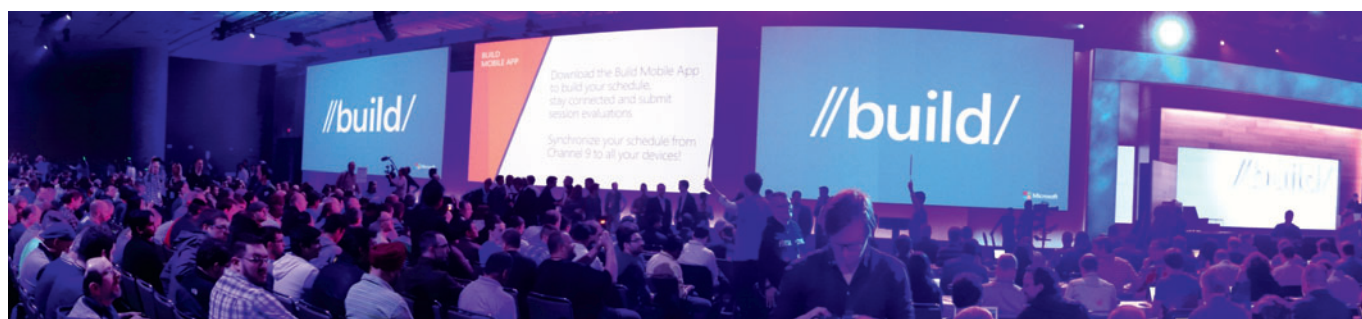 //build/
BUILD
MOBILE APP
Download the Build Mobile App
to build your schedule,
stay connected and submit
session evaluations
Synchronize your schedule from
Channel 9 to all your devices!
//build/
Microsoft
//build/